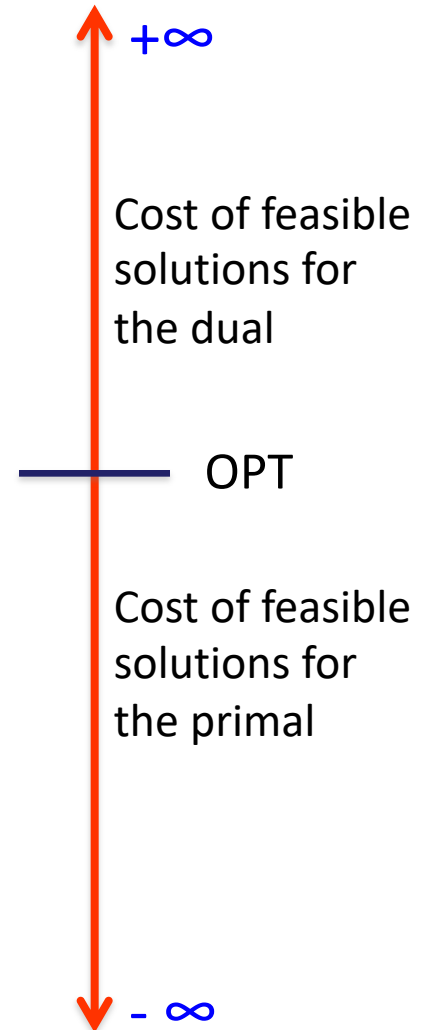 +∞
Cost of feasible
solutions for
the dual
OPT
Cost of feasible
solutions for
the primal
- ∞